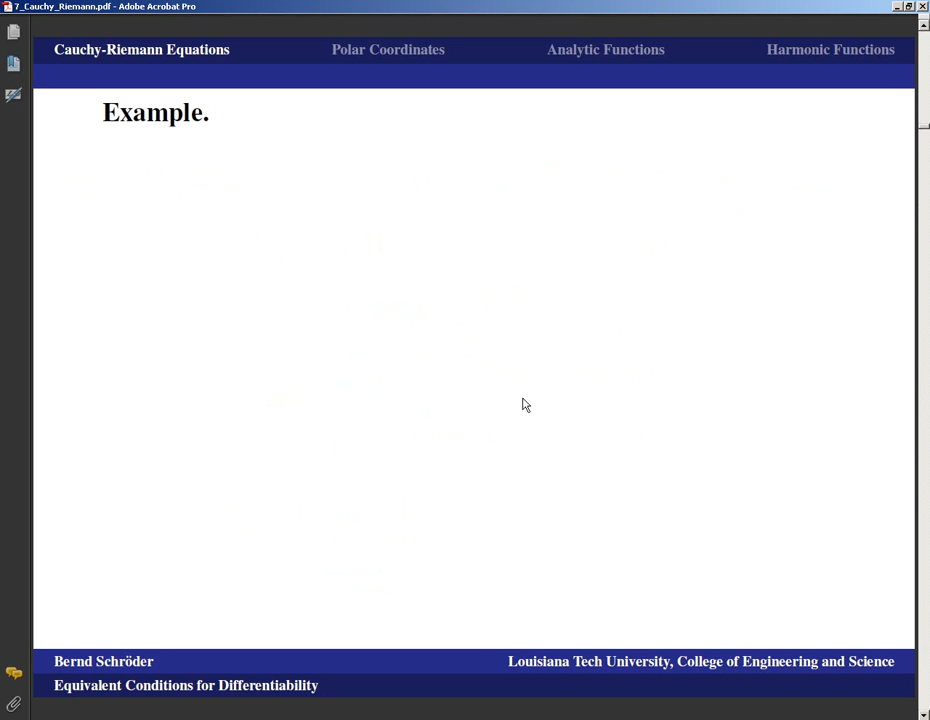 7_Cauchy_Riemann.pdf - Adobe Acrobat Pro
Cauchy-Riemann Equations Polar Coordinates Analytic Functions Harmonic Functions
Example.
Bernd Schröder Louisiana Tech University, College of Engineering and Science
Equivalent Conditions for Differentiability